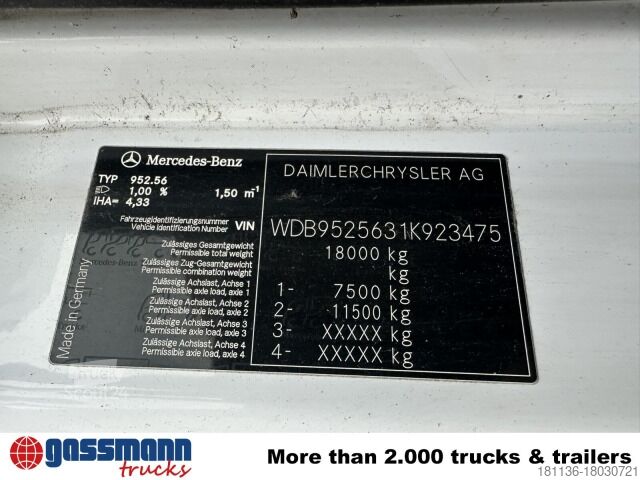 Mercedes-Benz
DAIMLERCHRYSLER AG
TYP 952.56
1,00 % 1,50 m-1
IHA= 4,33
Fahrzeugidentifizierungsnummer
Vehicle Identification Number VIN
WDB9525631K923475
Zulässiges Gesamtgewicht
Permissible total weight 18000 kg
Zulässiges Zug-Gesamtgewicht
Permissible combination weight kg
Zulässige Achslast, Achse 1
Permissible axle load, axle 1 1- 7500 kg
Zulässige Achslast, Achse 2
Permissible axle load, axle 2 2- -11500 kg
Zulässige Achslast, Achse 3
Permissible axle load, axle 3 3- XXXXX kg
Zulässige Achslast, Achse 4
Permissible axle load, axle 4 4- XXXXX kg
Made in Germany
gassmann
trucks
More than 2.000 trucks & trailers
181136-18030721